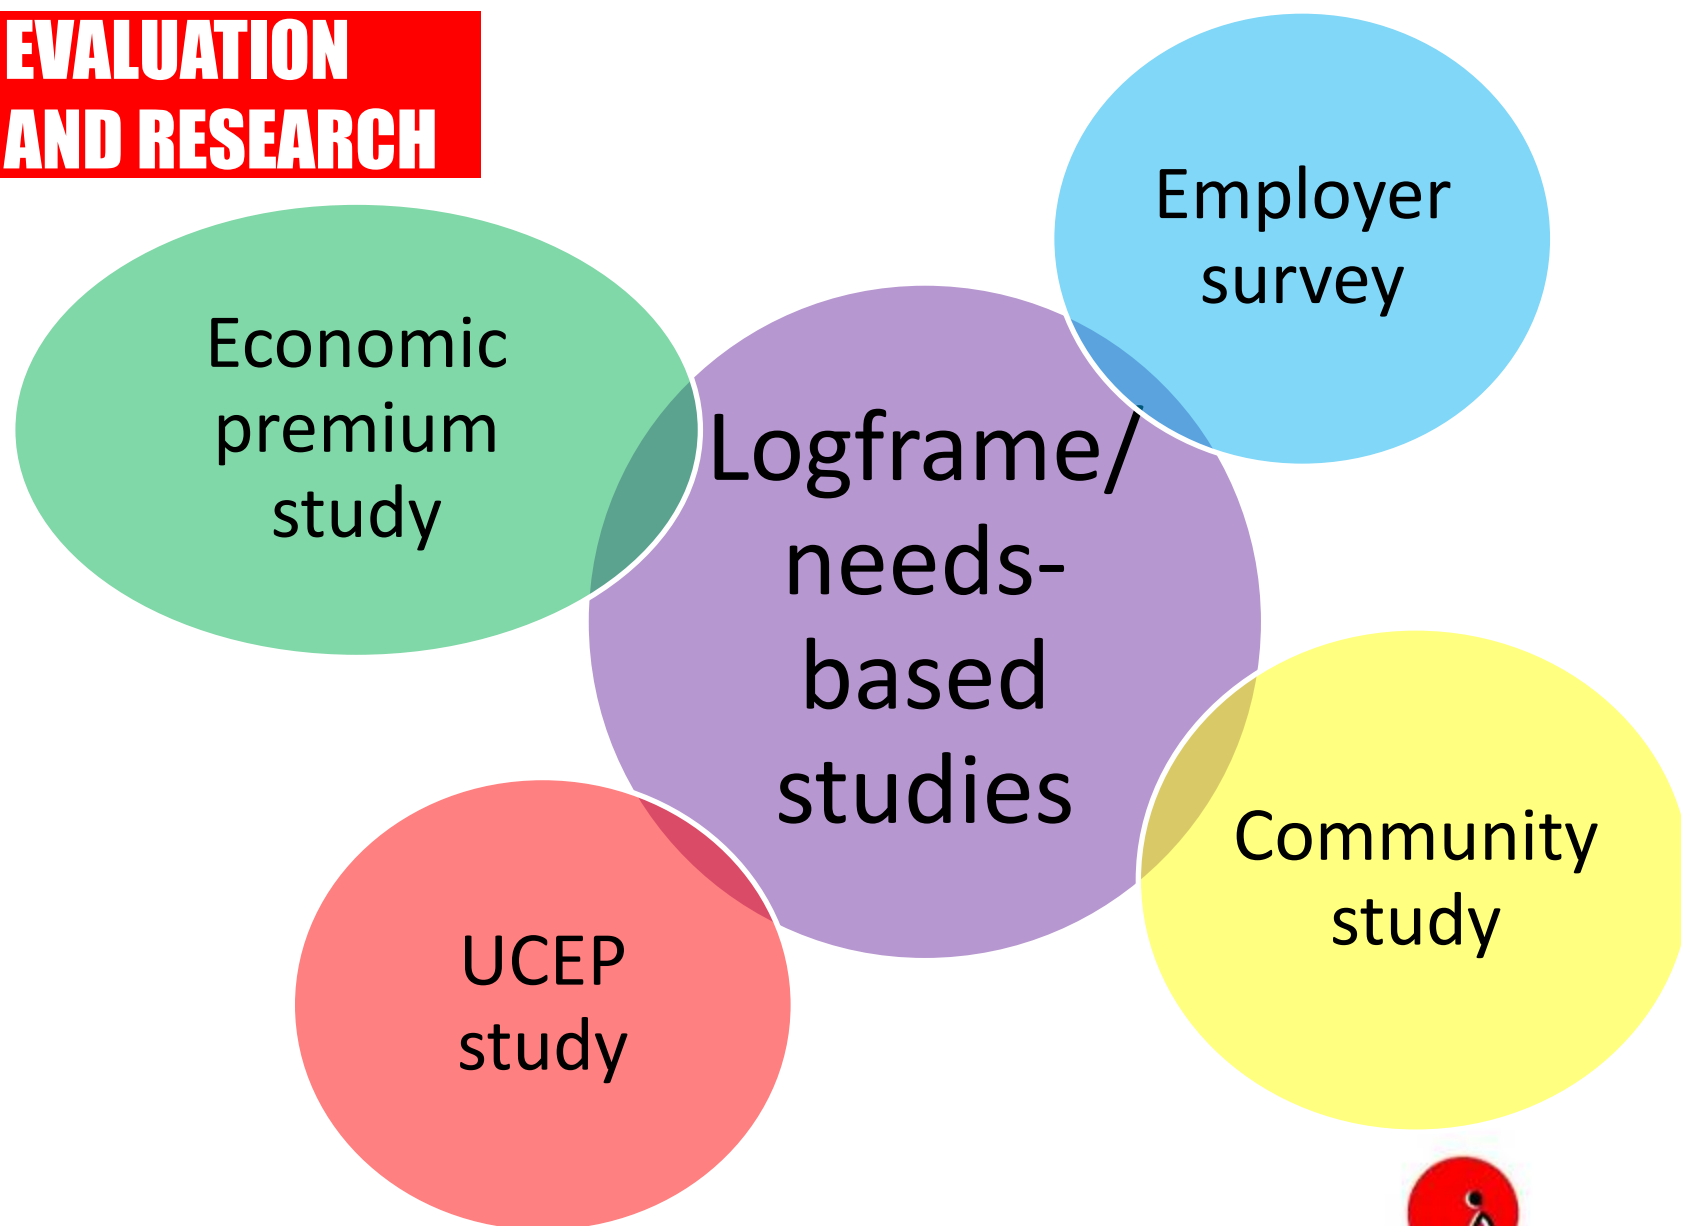 EVALUATION
AND RESEARCH
Employer
survey
Economic
premium
study
Logframe/
needs-
based
studies
Community
study
UCEP
study